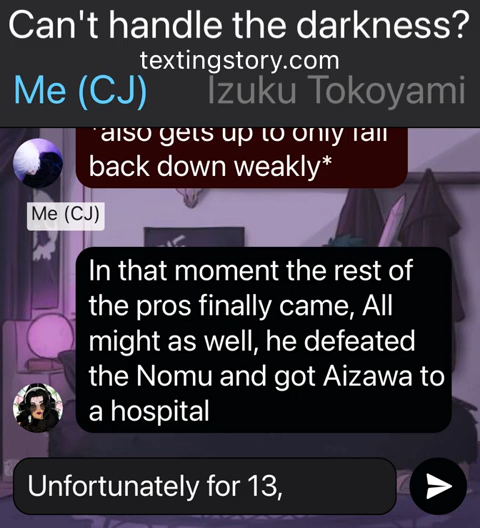 Can't handle the darkness?
textingstory.com
Me (CJ) Izuku Tokoyami
*also gets up to only fall
back down weakly*
Me (CJ)
In that moment the rest of
the pros finally came, All
might as well, he defeated
the Nomu and got Aizawa to
a hospital
Unfortunately for 13,